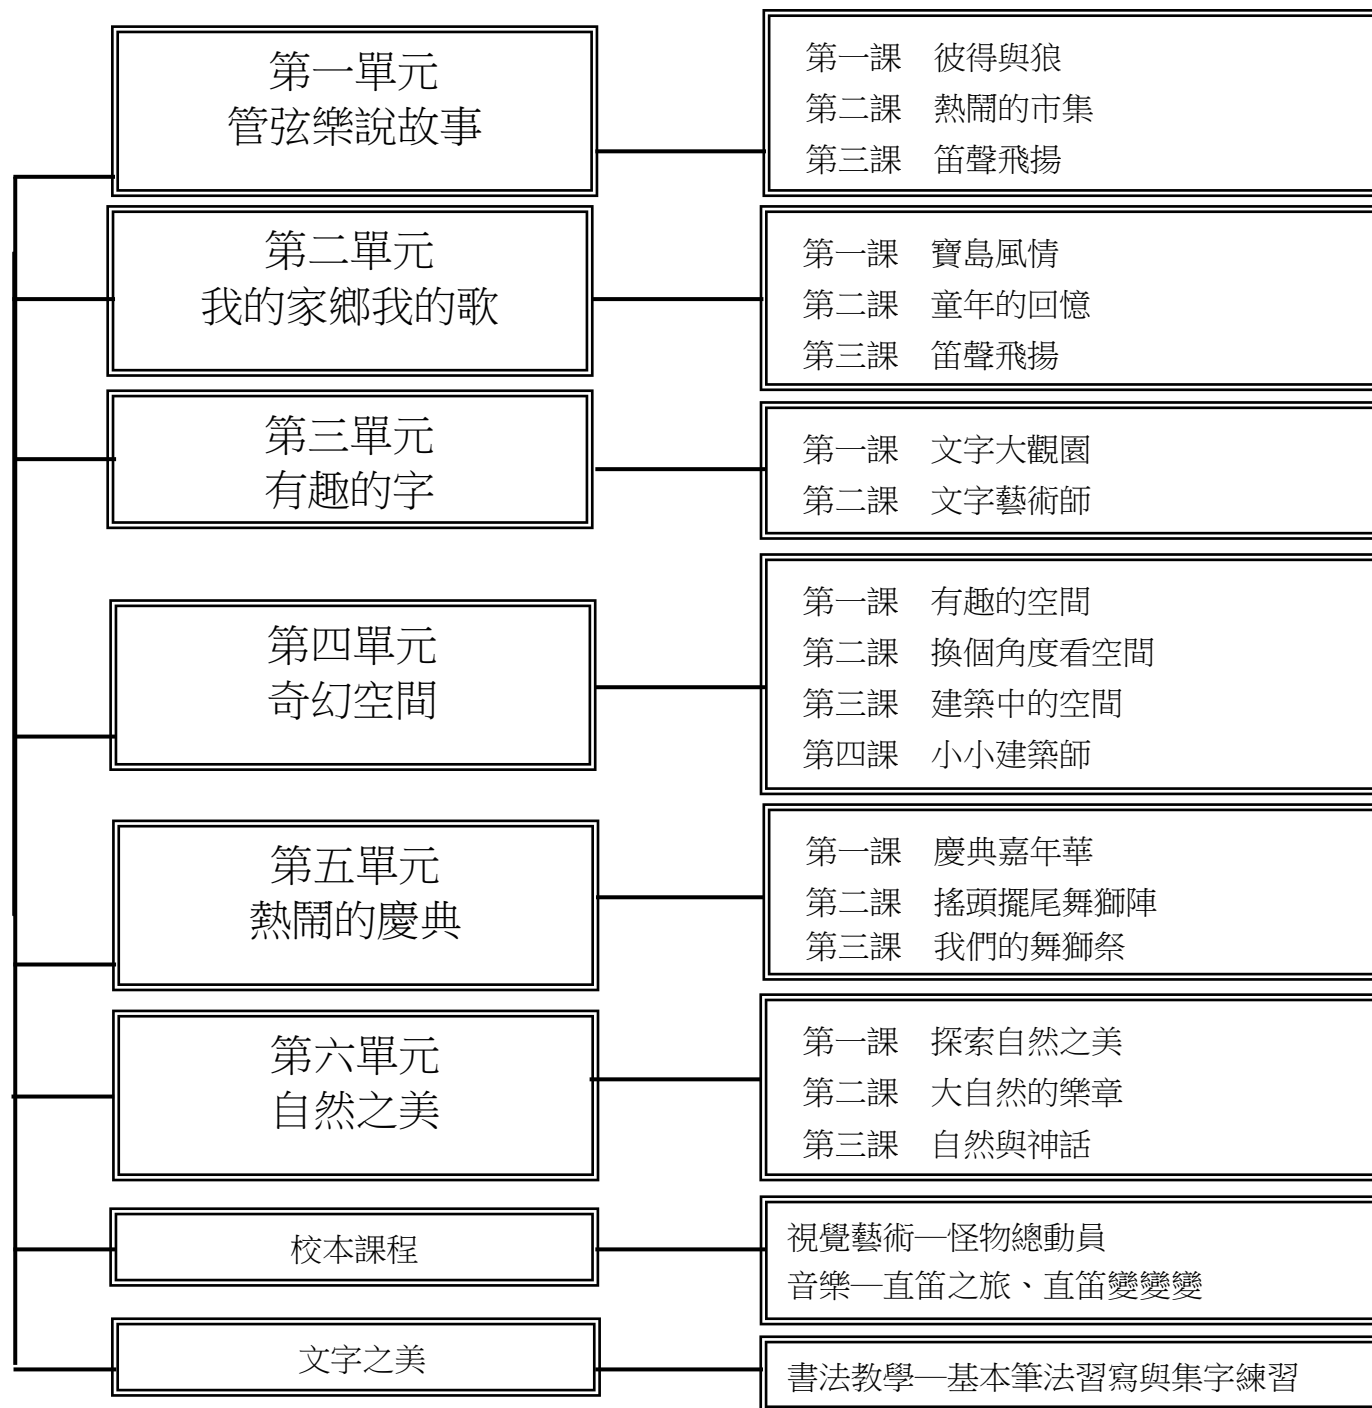 第一單元
管弦樂說故事
第一課　彼得與狼
第二課　熱鬧的市集
第三課　笛聲飛揚
第二單元
我的家鄉我的歌
第一課　寶島風情
第二課　童年的回憶
第三課　笛聲飛揚
第三單元
有趣的字
第一課　文字大觀園
第二課　文字藝術師
第四單元
奇幻空間
第一課　有趣的空間
第二課　換個角度看空間
第三課　建築中的空間
第四課　小小建築師
第五單元
熱鬧的慶典
第一課　慶典嘉年華
第二課　搖頭擺尾舞獅陣
第三課　我們的舞獅祭
第六單元
自然之美
第一課　探索自然之美
第二課　大自然的樂章
第三課　自然與神話
校本課程
視覺藝術─怪物總動員
音樂─直笛之旅、直笛變變變
文字之美
書法教學─基本筆法習寫與集字練習